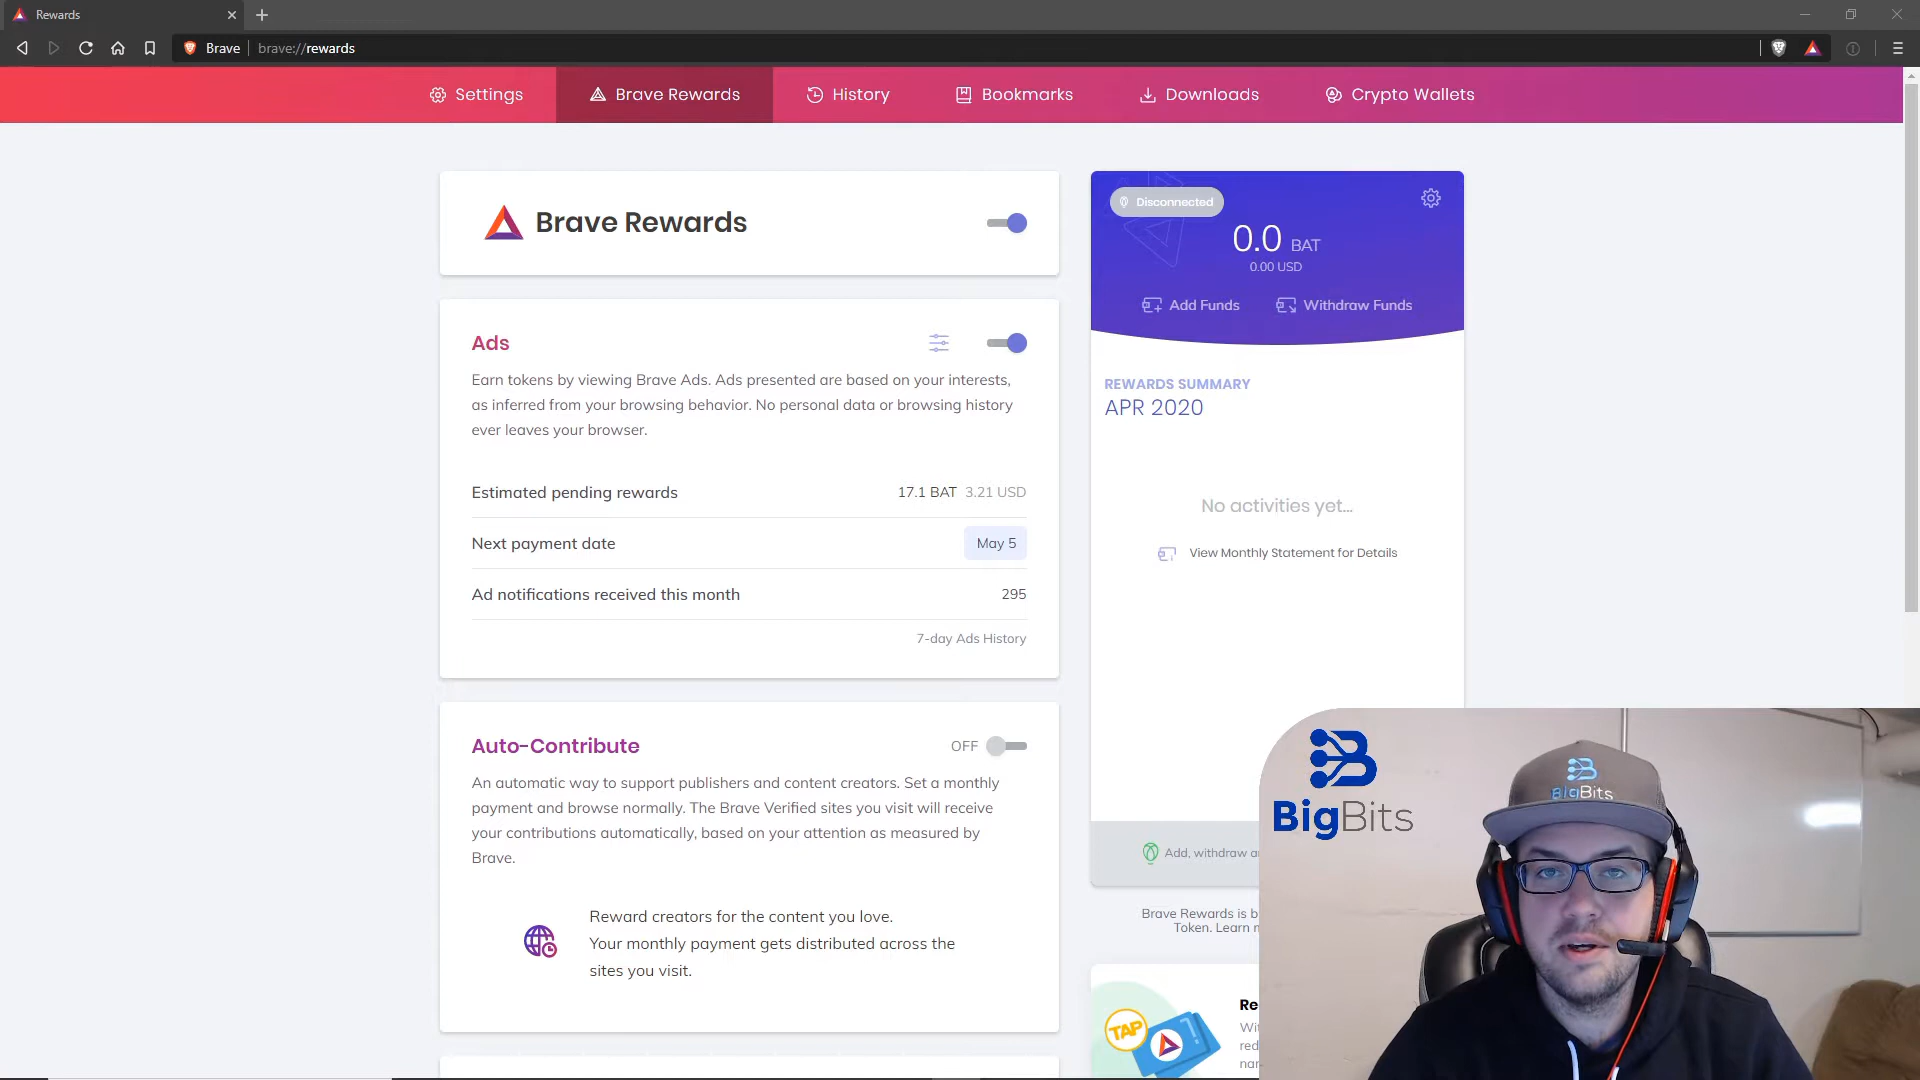 Rewards
Brave
brave://rewards
Settings
Brave Rewards
History
Bookmarks
Downloads
Crypto Wallets
Brave Rewards
Ads
Earn tokens by viewing Brave Ads. Ads presented are based on your interests,
as inferred from your browsing behavior. No personal data or browsing history
ever leaves your browser.
Estimated pending rewards 17.1 BAT 3.21 USD
Next payment date May 5
Ad notifications received this month 295
7-day Ads History
Auto-Contribute OFF
An automatic way to support publishers and content creators. Set a monthly
payment and browse normally. The Brave Verified sites you visit will receive
your contributions automatically, based on your attention as measured by
Brave.
Reward creators for the content you love.
Your monthly payment gets distributed across the
sites you visit.
Disconnected
0.0 BAT
0.00 USD
Add Funds
Withdraw Funds
REWARDS SUMMARY
APR 2020
No activities yet...
View Monthly Statement for Details
Add, withdraw
Brave Rewards is
Token. Learn
TAP
BigBits
BigBits